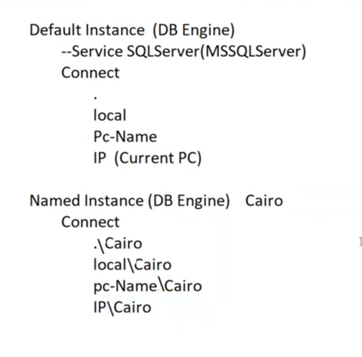 Default Instance (DB Engine)
--Service SQLServer(MSSQLServer)
Connect
.
local
Pc-Name
IP (Current PC)
Named Instance (DB Engine) Cairo
Connect
.\Cairo
local\Cairo
pc-Name\Cairo
IP\Cairo